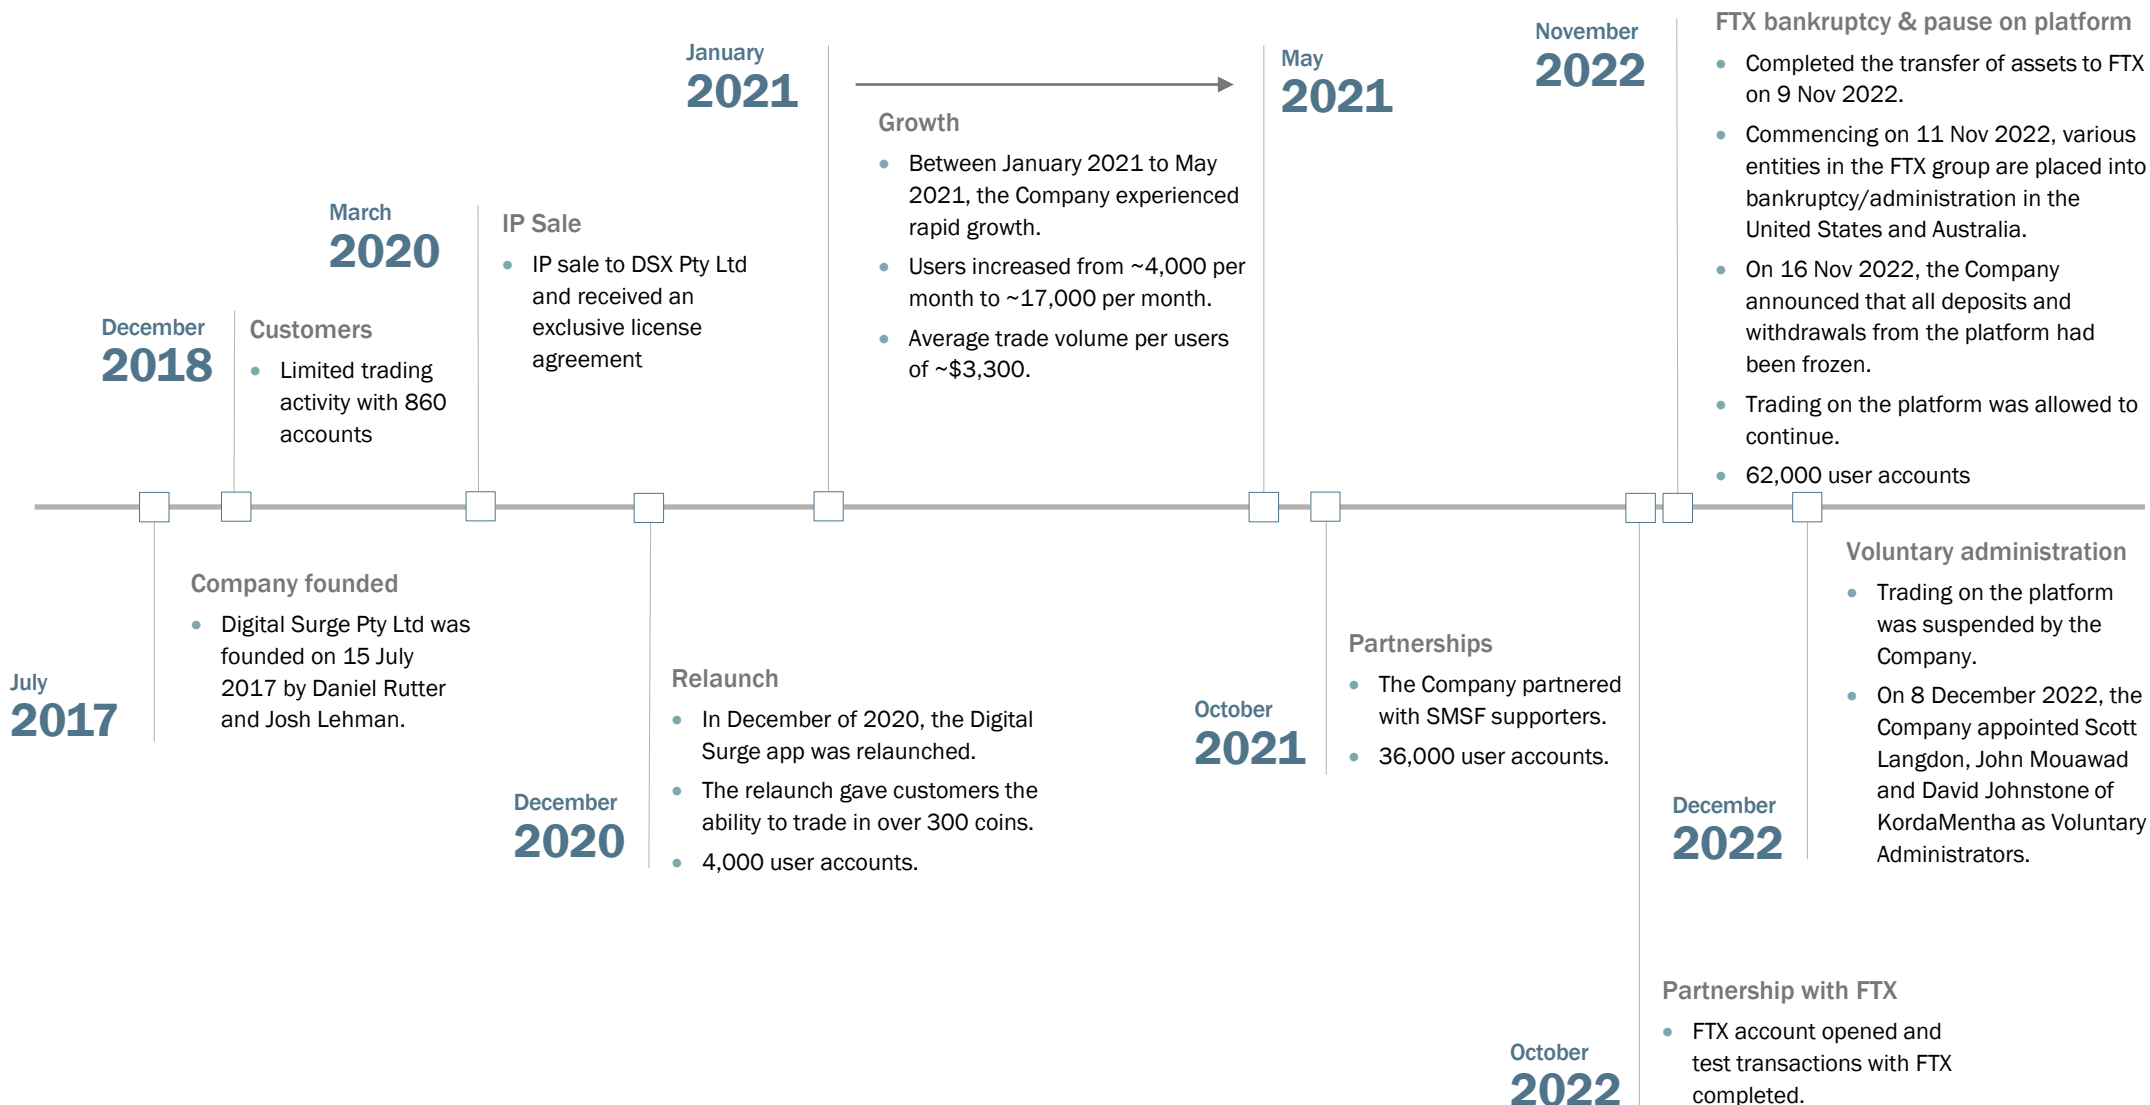 July
2017
Company founded
• Digital Surge Pty Ltd was
founded on 15 July
2017 by Daniel Rutter
and Josh Lehman.
December
2018
Customers
• Limited trading
activity with 860
accounts
March
2020
IP Sale
• IP sale to DSX Pty Ltd
and received an
exclusive license
agreement
December
2020
Relaunch
• In December of 2020, the Digital
Surge app was relaunched.
• The relaunch gave customers the
ability to trade in over 300 coins.
• 4,000 user accounts.
January
2021
Growth
• Between January 2021 to May
2021, the Company experienced
rapid growth.
• Users increased from ~4,000 per
month to ~17,000 per month.
• Average trade volume per users
of ~$3,300.
May
2021
October
2021
Partnerships
• The Company partnered
with SMSF supporters.
• 36,000 user accounts.
October
2022
Partnership with FTX
• FTX account opened and
test transactions with FTX
completed.
November
2022
FTX bankruptcy & pause on platform
• Completed the transfer of assets to FTX
on 9 Nov 2022.
• Commencing on 11 Nov 2022, various
entities in the FTX group are placed into
bankruptcy/administration in the
United States and Australia.
• On 16 Nov 2022, the Company
announced that all deposits and
withdrawals from the platform had
been frozen.
• Trading on the platform was allowed to
continue.
• 62,000 user accounts
December
2022
Voluntary administration
• Trading on the platform
was suspended by the
Company.
• On 8 December 2022, the
Company appointed Scott
Langdon, John Mouawad
and David Johnstone of
KordaMentha as Voluntary
Administrators.